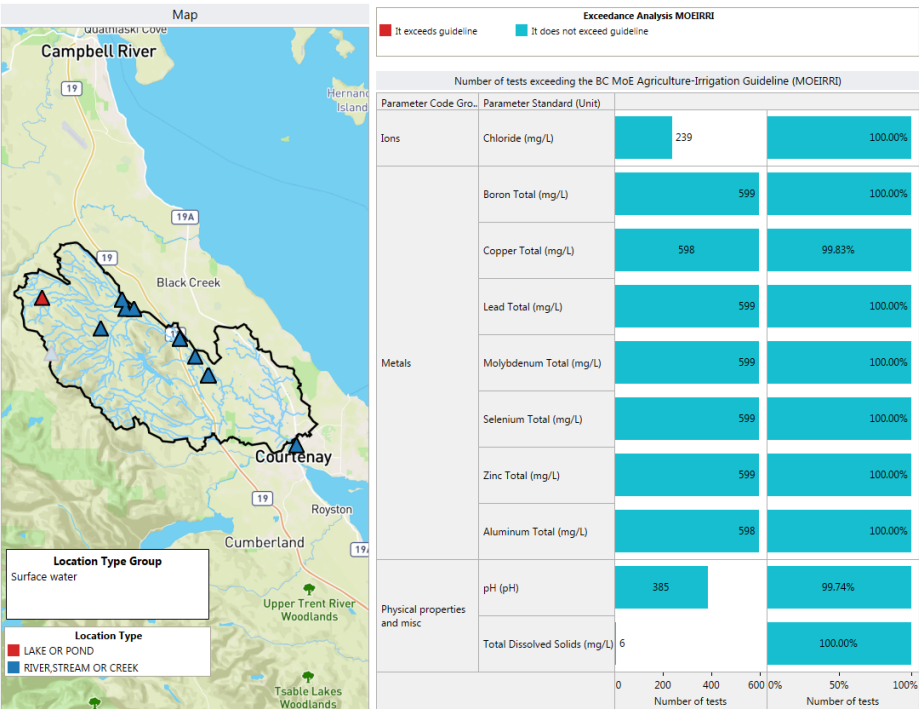 Map
Quamiaski Cove
Campbell River
19
Hernand
Island
19A
19
Black Creek
Courtenay
19
Royston
Cumberland
19A
Upper Trent River
Woodlands
Tsable Lakes
Woodlands
Location Type Group
Surface water
Location Type
LAKE OR POND
RIVER,STREAM OR CREEK
Exceedance Analysis MOEIRRI
It exceeds guideline
It does not exceed guideline
Number of tests exceeding the BC MoE Agriculture-Irrigation Guideline (MOEIRRI)
Parameter Code Gro.. Parameter Standard (Unit)
Ions Chloride (mg/L) 239 100.00%
Boron Total (mg/L) 599 100.00%
Copper Total (mg/L) 598 99.83%
Lead Total (mg/L) 599 100.00%
Metals Molybdenum Total (mg/L) 599 100.00%
Selenium Total (mg/L) 599 100.00%
Zinc Total (mg/L) 599 100.00%
Aluminum Total (mg/L) 598 100.00%
pH (pH) 385 99.74%
Physical properties
and misc
Total Dissolved Solids (mg/L) 6 100.00%
0 200 400 600 0% 50% 100%
Number of tests Number of tests